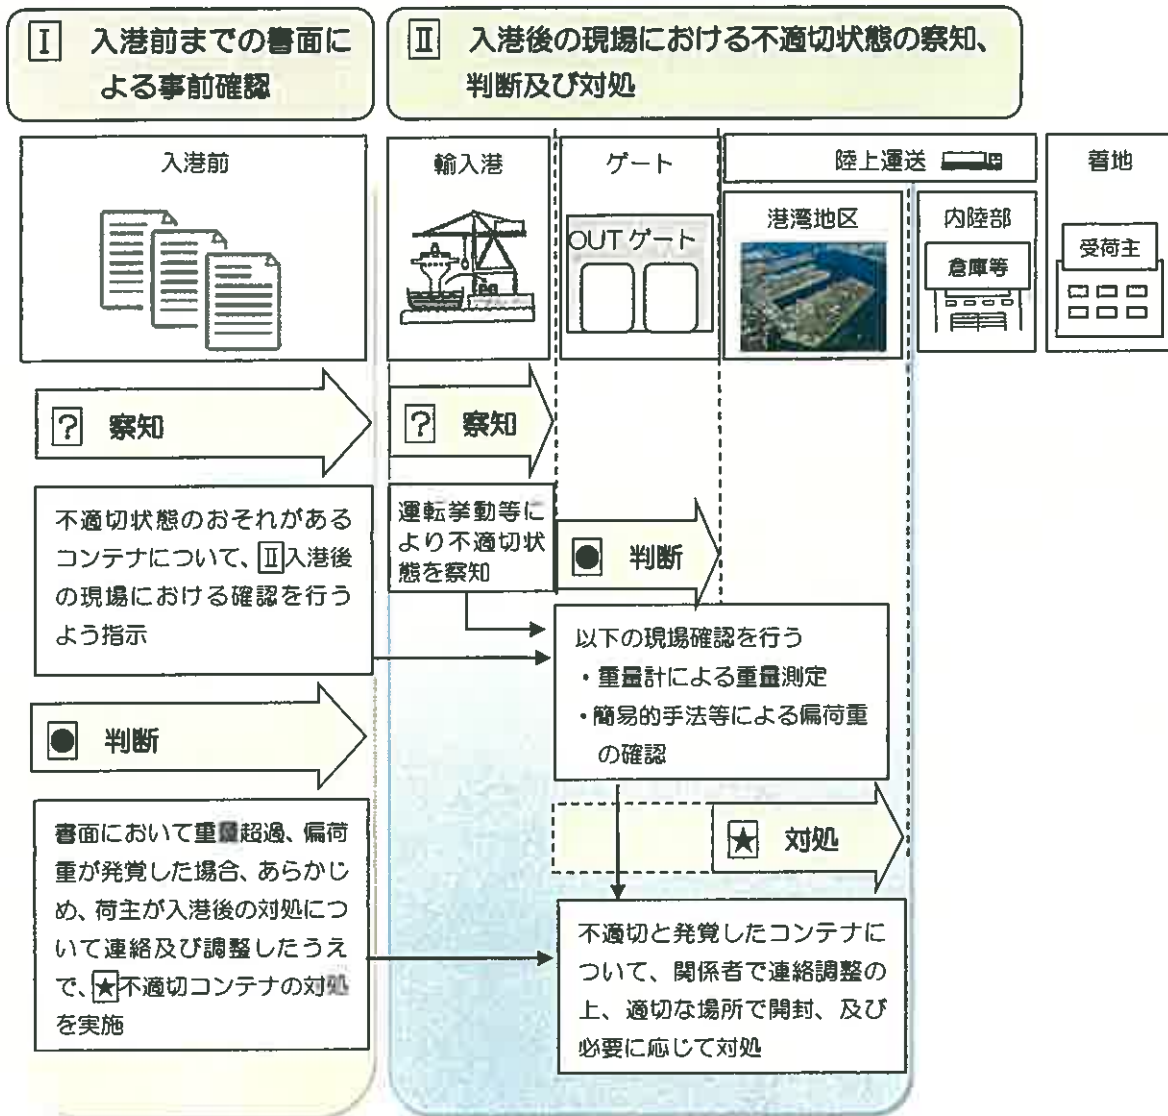 Ⅰ 入港前までの書面に
よる事前確認
Ⅱ 入港後の現場における不適切状態の察知、
判断及び対処
入港前
輸入港
ゲート
OUT ゲート
陸上運送
港湾地区
内陸部
倉庫等
着地
受荷主
? 察知
? 察知
不適切状態のおそれがある
コンテナについて、Ⅱ入港後
の現場における確認を行う
よう指示
運転挙動等に
より不適切状
態を察知
● 判断
以下の現場確認を行う
・重量計による重量測定
・簡易的手法等による偏荷重
の確認
● 判断
書面において重量超過、偏荷
重が発覚した場合、あらかじ
め、荷主が入港後の対処につ
いて連絡及び調整したうえ
で、★不適切コンテナの対処
を実施
★ 対処
不適切と発覚したコンテナに
ついて、関係者で連絡調整の
上、適切な場所で開封、及び
必要に応じて対処